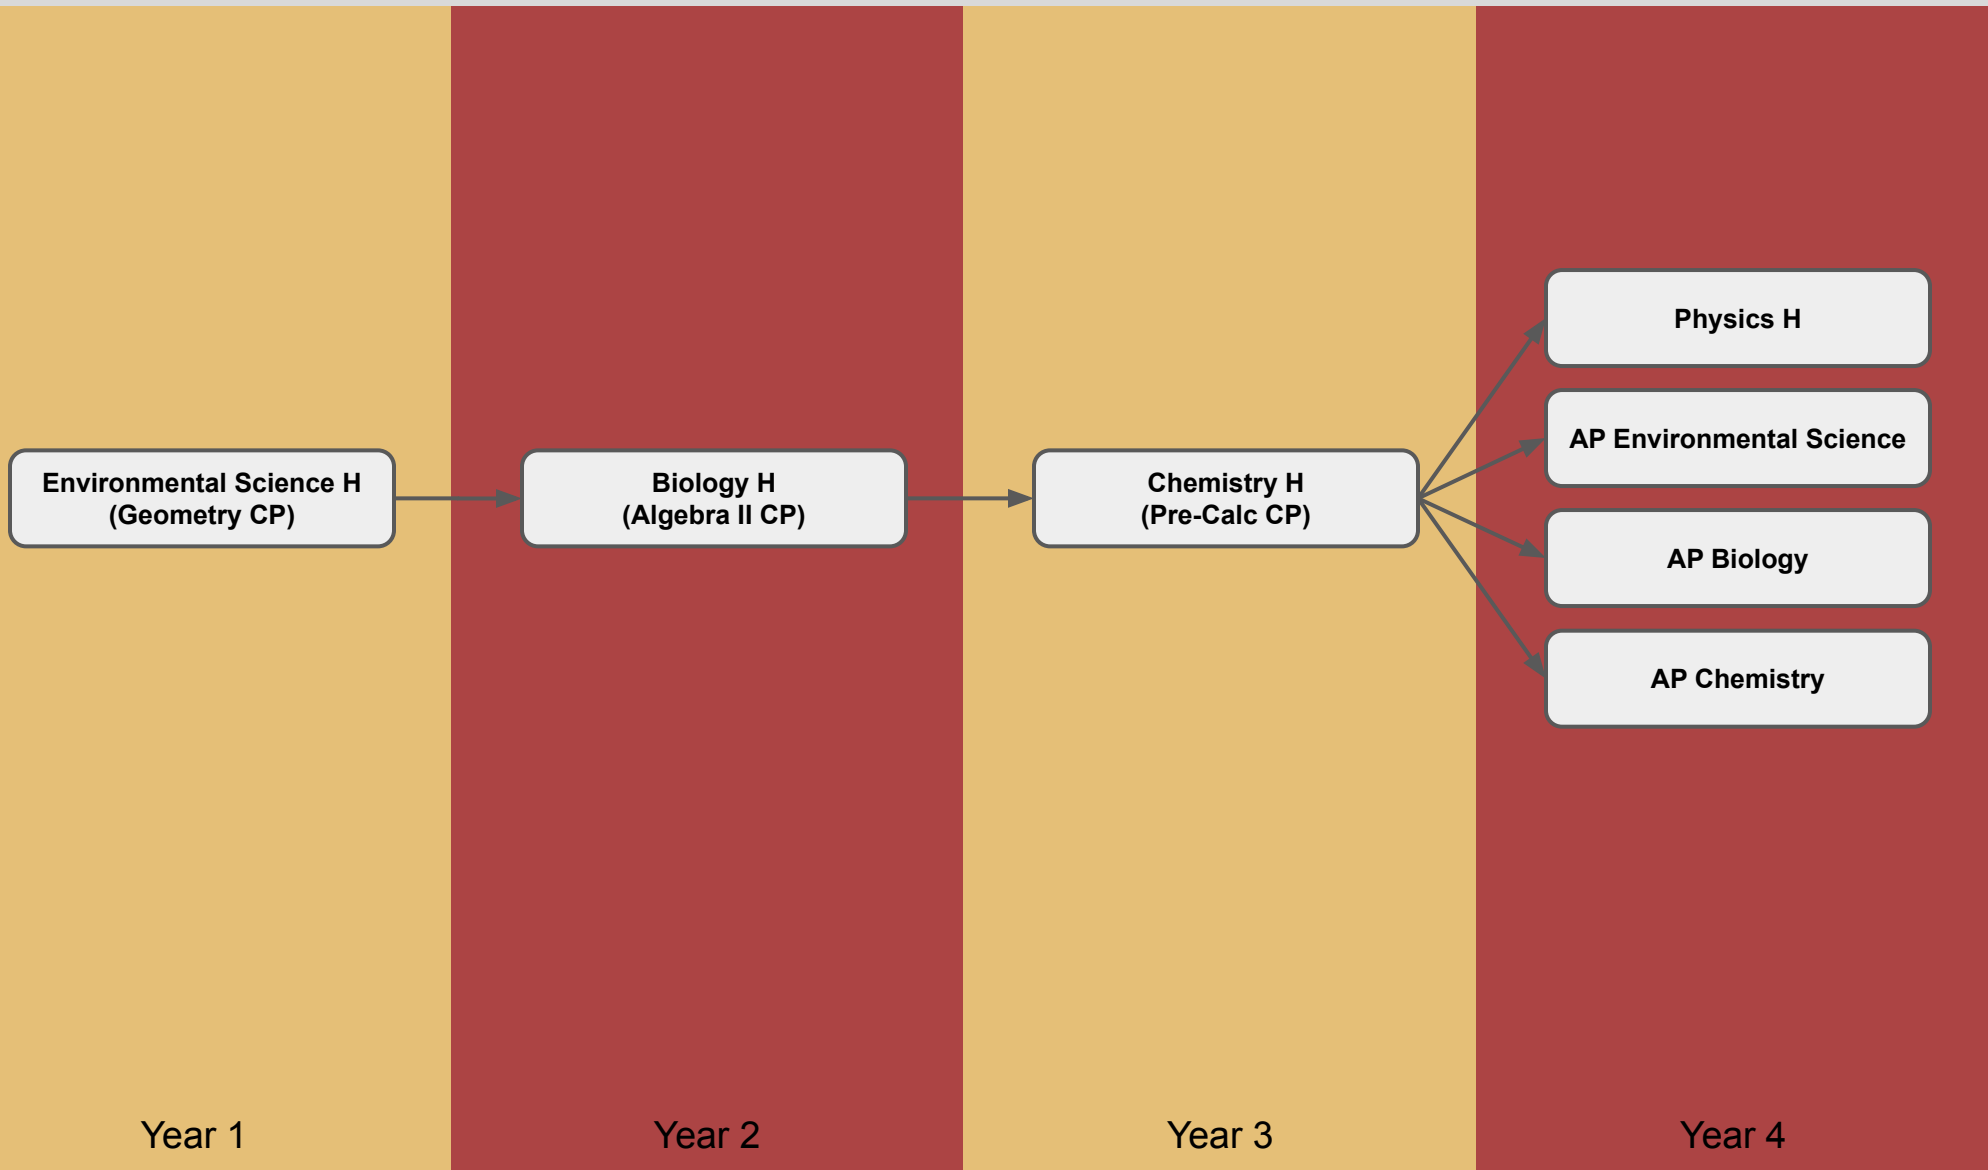 Environmental Science H
(Geometry CP)
Biology H
(Algebra II CP)
Chemistry H
(Pre-Calc CP)
Physics H
AP Environmental Science
AP Biology
AP Chemistry
Year 1
Year 2
Year 3
Year 4